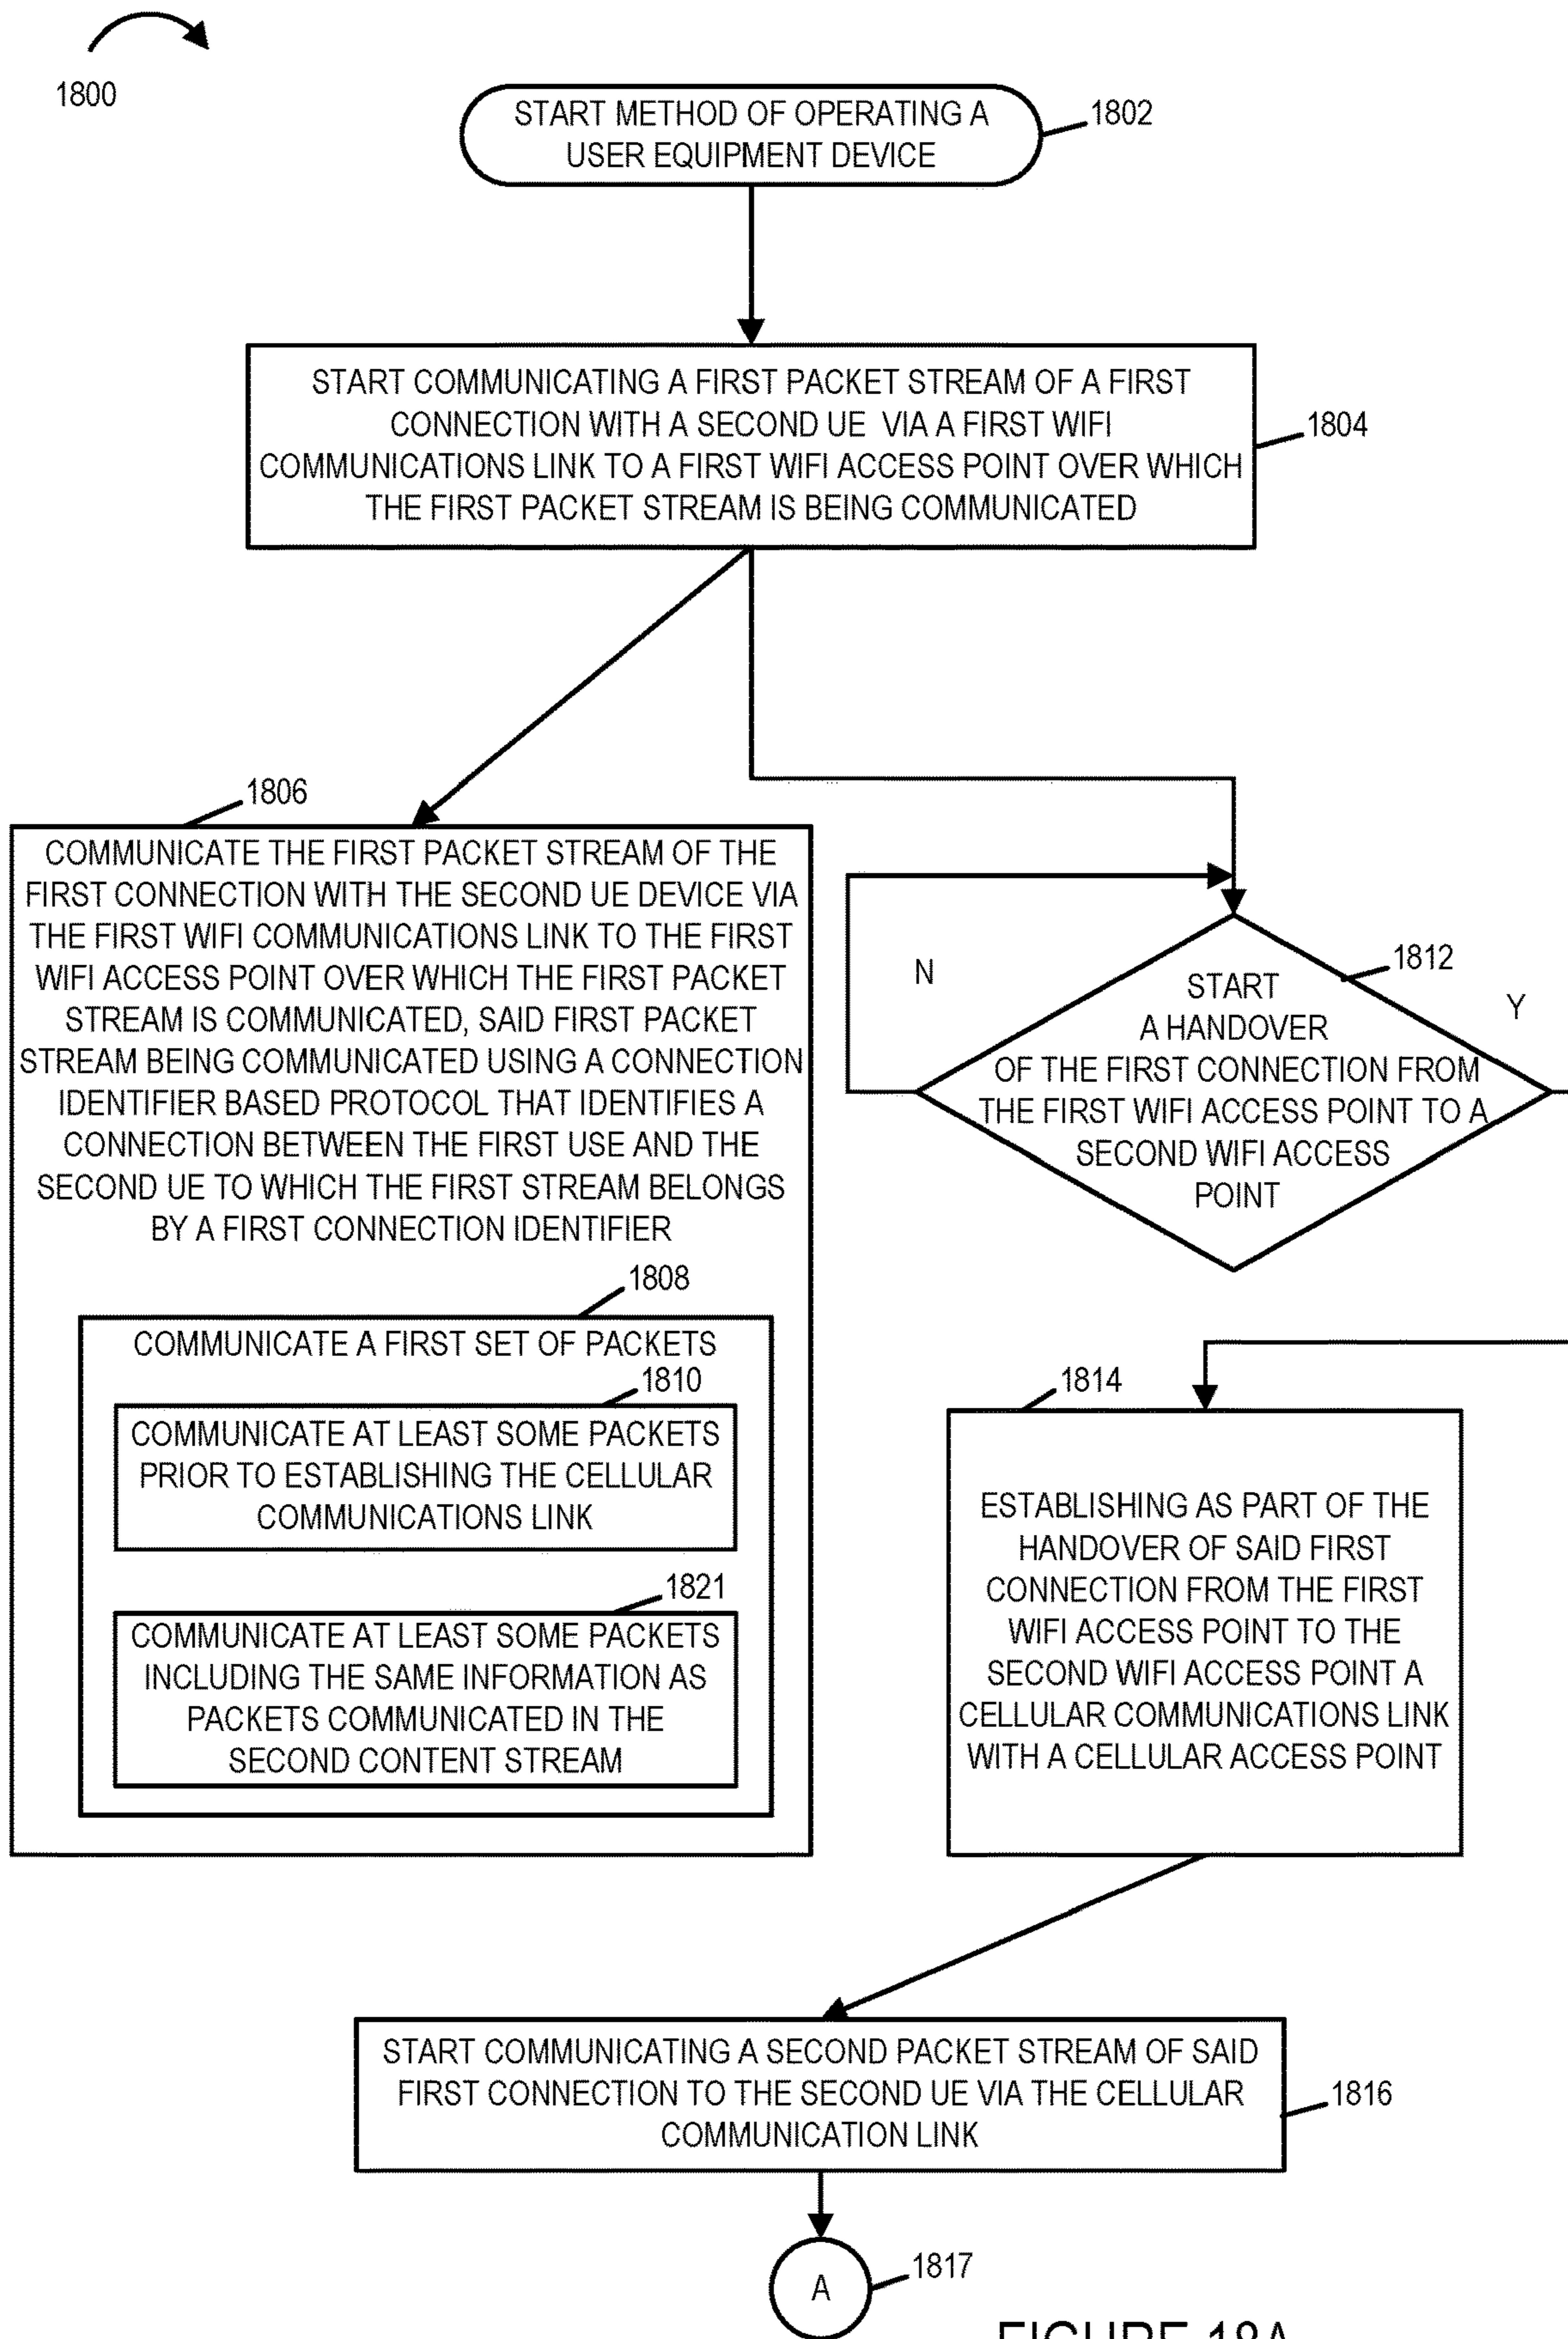 1800
START METHOD OF OPERATING A
USER EQUIPMENT DEVICE
1802
START COMMUNICATING A FIRST PACKET STREAM OF A FIRST
CONNECTION WITH A SECOND UE VIA A FIRST WIFI
COMMUNICATIONS LINK TO A FIRST WIFI ACCESS POINT OVER WHICH
THE FIRST PACKET STREAM IS BEING COMMUNICATED
1804
1806
COMMUNICATE THE FIRST PACKET STREAM OF THE
FIRST CONNECTION WITH THE SECOND UE DEVICE VIA
THE FIRST WIFI COMMUNICATIONS LINK TO THE FIRST
WIFI ACCESS POINT OVER WHICH THE FIRST PACKET
STREAM IS COMMUNICATED, SAID FIRST PACKET
STREAM BEING COMMUNICATED USING A CONNECTION
IDENTIFIER BASED PROTOCOL THAT IDENTIFIES A
CONNECTION BETWEEN THE FIRST USE AND THE
SECOND UE TO WHICH THE FIRST STREAM BELONGS
BY A FIRST CONNECTION IDENTIFIER
1808
COMMUNICATE A FIRST SET OF PACKETS
1810
COMMUNICATE AT LEAST SOME PACKETS
PRIOR TO ESTABLISHING THE CELLULAR
COMMUNICATIONS LINK
1821
COMMUNICATE AT LEAST SOME PACKETS
INCLUDING THE SAME INFORMATION AS
PACKETS COMMUNICATED IN THE
SECOND CONTENT STREAM
N
1812
Y
START
A HANDOVER
OF THE FIRST CONNECTION FROM
THE FIRST WIFI ACCESS POINT TO A
SECOND WIFI ACCESS
POINT
1814
ESTABLISHING AS PART OF THE
HANDOVER OF SAID FIRST
CONNECTION FROM THE FIRST
WIFI ACCESS POINT TO THE
SECOND WIFI ACCESS POINT A
CELLULAR COMMUNICATIONS LINK
WITH A CELLULAR ACCESS POINT
START COMMUNICATING A SECOND PACKET STREAM OF SAID
FIRST CONNECTION TO THE SECOND UE VIA THE CELLULAR
COMMUNICATION LINK
1816
A
1817
FIGURE 18A